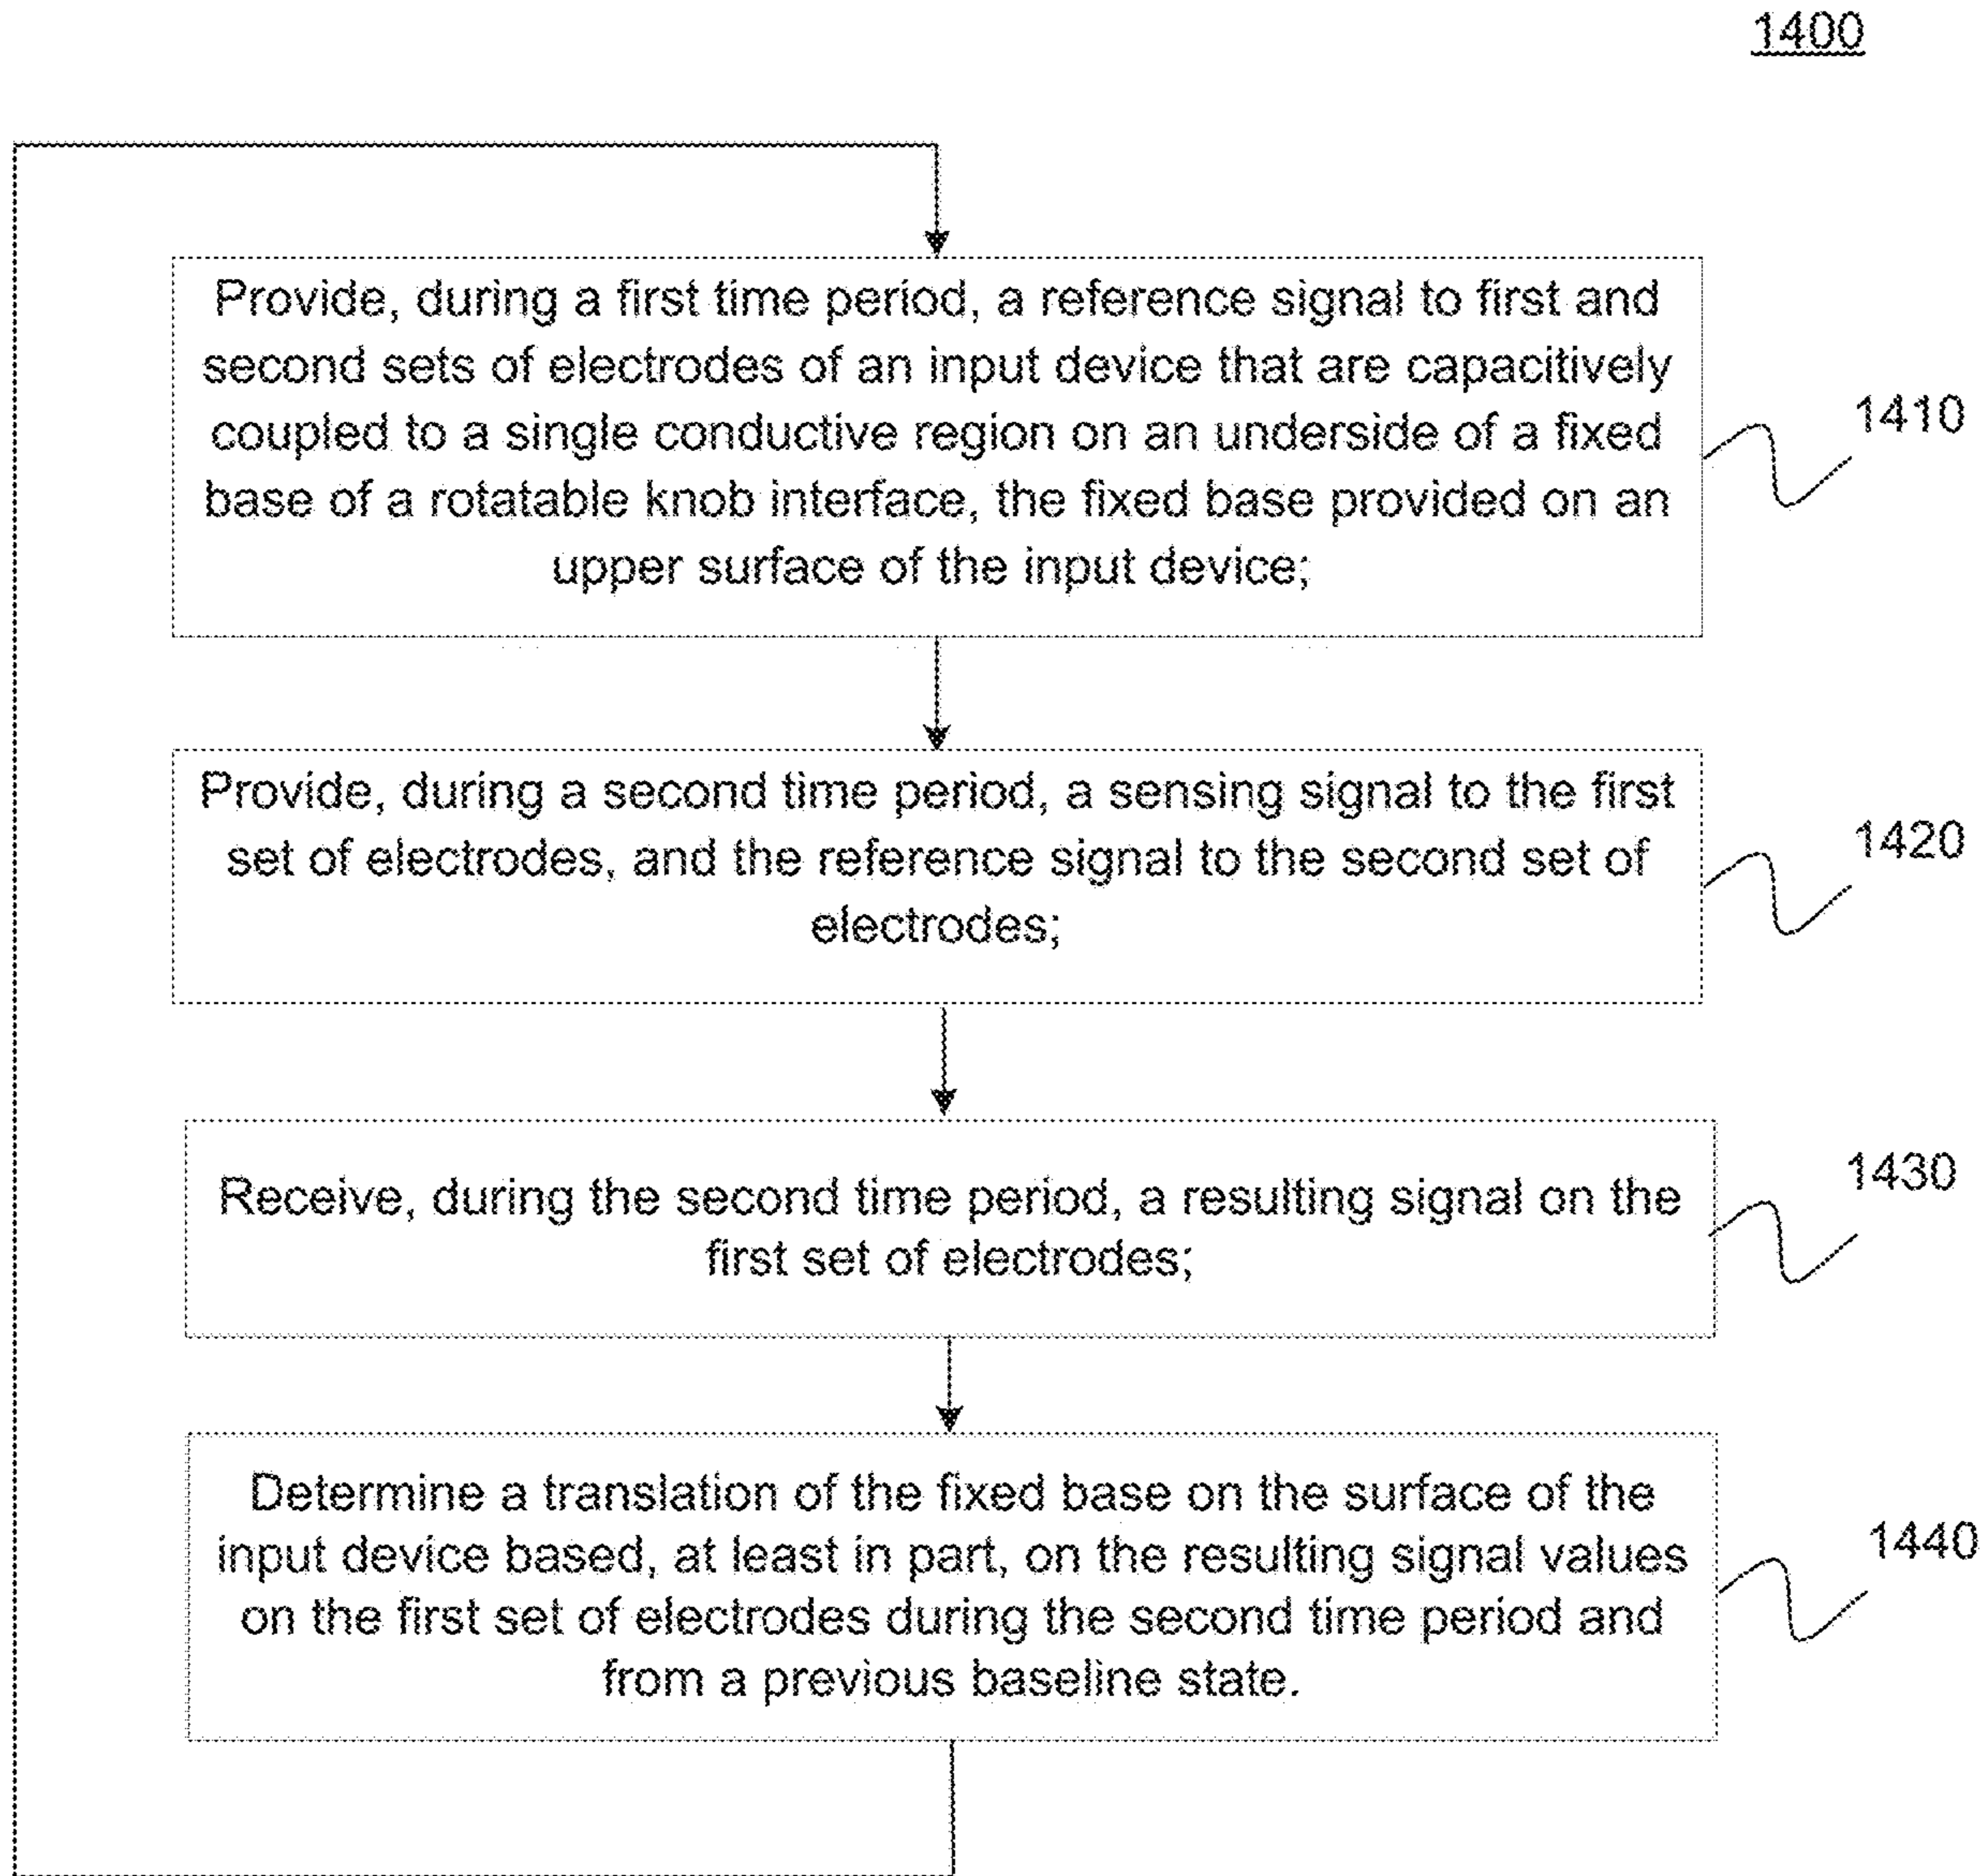 1400
Provide, during a first time period, a reference signal to first and
second sets of electrodes of an input device that are capacitively
coupled to a single conductive region on an underside of a fixed
base of a rotatable knob interface, the fixed base provided on an
upper surface of the input device;
1410
Provide, during a second time period, a sensing signal to the first
set of electrodes, and the reference signal to the second set of
electrodes;
1420
Receive, during the second time period, a resulting signal on the
first set of electrodes;
1430
Determine a translation of the fixed base on the surface of the
input device based, at least in part, on the resulting signal values
on the first set of electrodes during the second time period and
from a previous baseline state.
1440